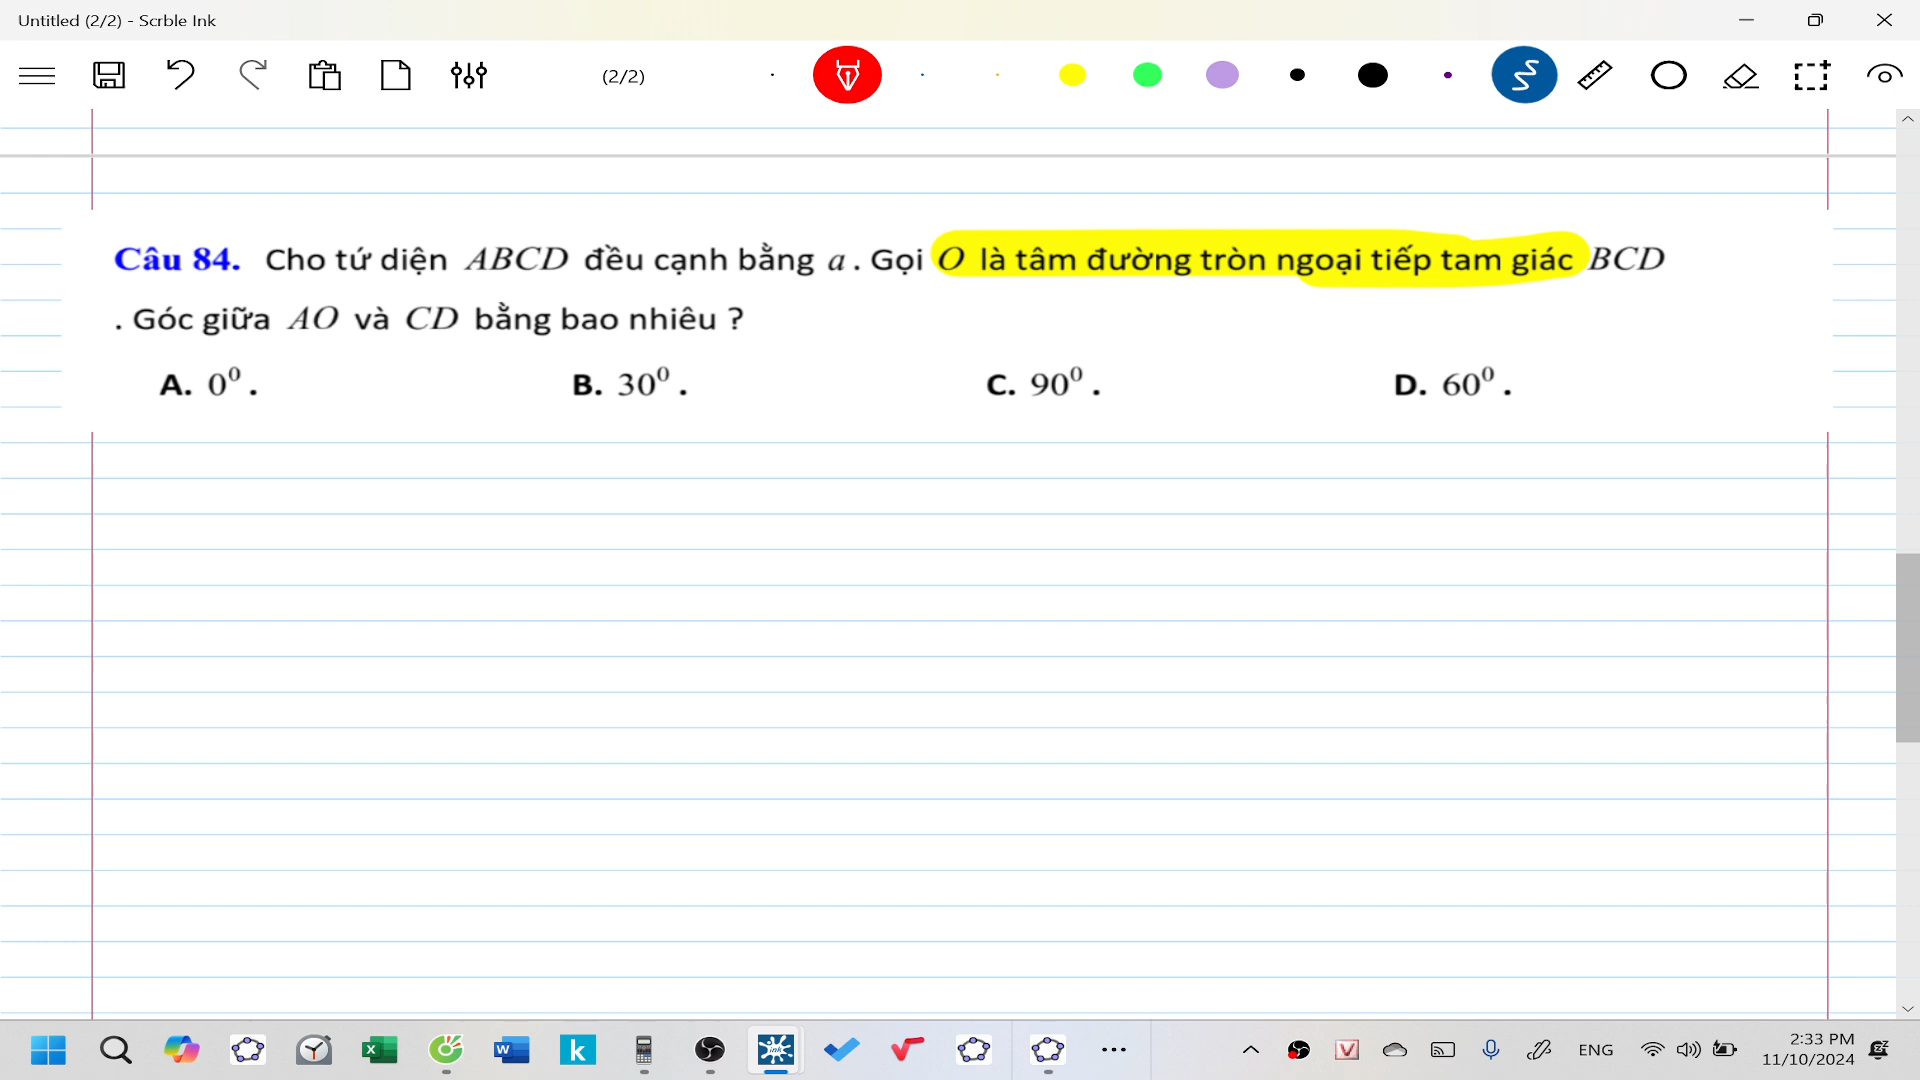 Untitled (2/2) - Scrble Ink
(2/2)
Câu 84. Cho tứ diện ABCD đều cạnh bằng a. Gọi O là tâm đường tròn ngoại tiếp tam giác BCD
. Góc giữa AO và CD bằng bao nhiêu ?
A. 0⁰. B. 30⁰. C. 90⁰. D. 60⁰.
ENG
2:33 PM
11/10/2024